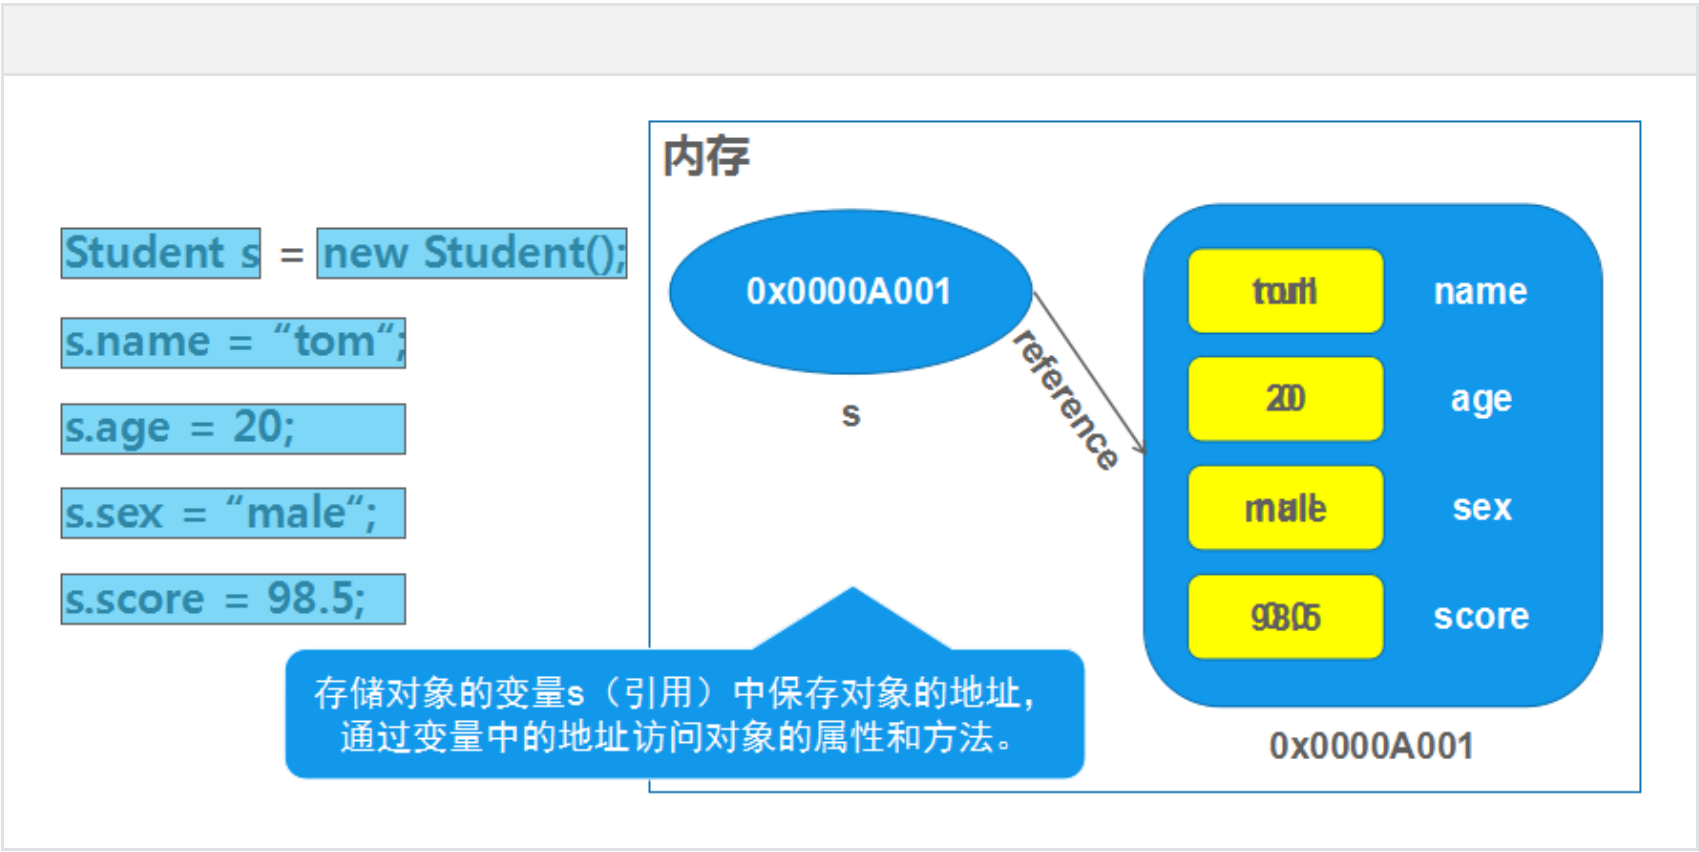 内存
Student s = new Student();
s.name = “tom“;
s.age = 20;
s.sex = “male“;
s.score = 98.5;
0x0000A001
s
reference
name
age
sex
score
0x0000A001
存储对象的变量s（引用）中保存对象的地址，
通过变量中的地址访问对象的属性和方法。